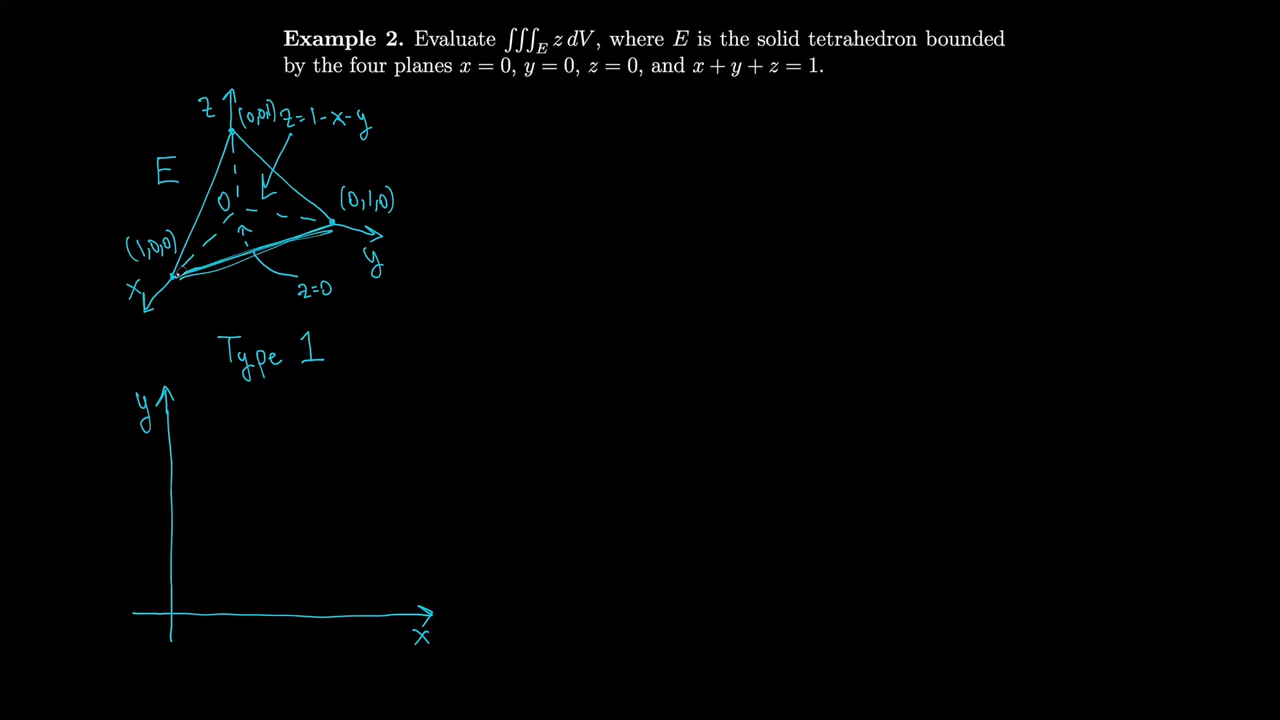 Example 2. Evaluate ∭_E z dV, where E is the solid tetrahedron bounded
by the four planes x = 0, y = 0, z = 0, and x + y + z = 1.
z
(0,0,1) z=1-x-y
E
0
(0,1,0)
(1,0,0)
y
x
z=0
Type 1
y
x